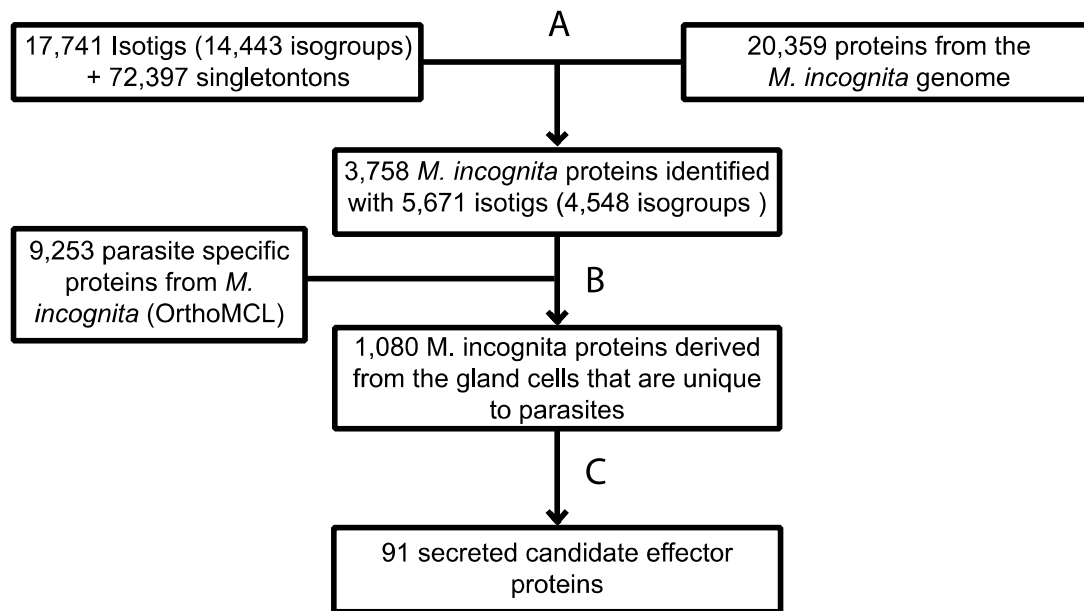 A
17,741 Isotigs (14,443 isogroups)
+ 72,397 singletontons
20,359 proteins from the
M. incognita genome
3,758 M. incognita proteins identified
with 5,671 isotigs (4,548 isogroups )
9,253 parasite specific
proteins from M.
incognita (OrthoMCL)
B
1,080 M. incognita proteins derived
from the gland cells that are unique
to parasites
C
91 secreted candidate effector
proteins